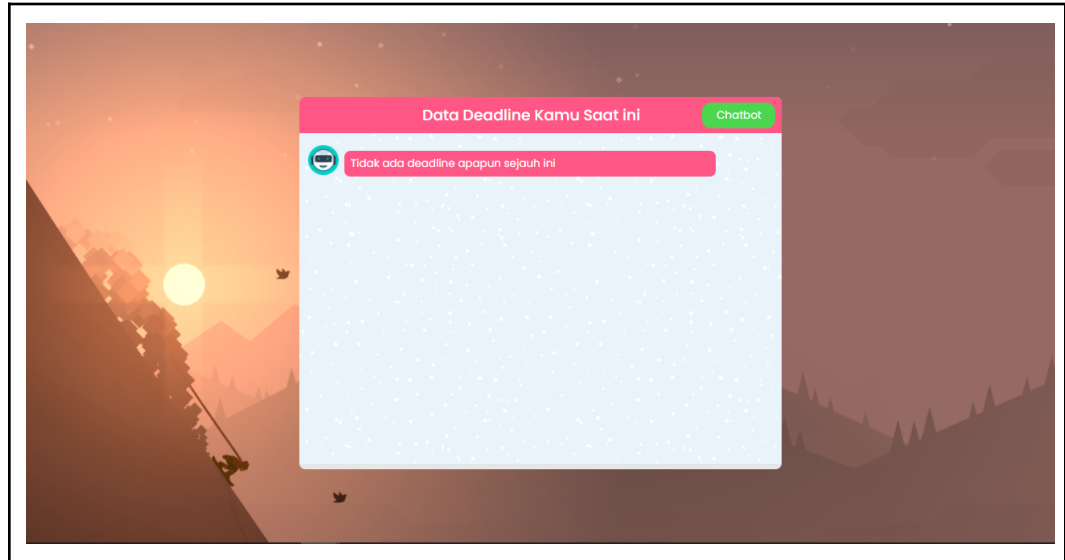 Data Deadline Kamu Saat ini
Chatbot
Tidak ada deadline apapun sejauh ini